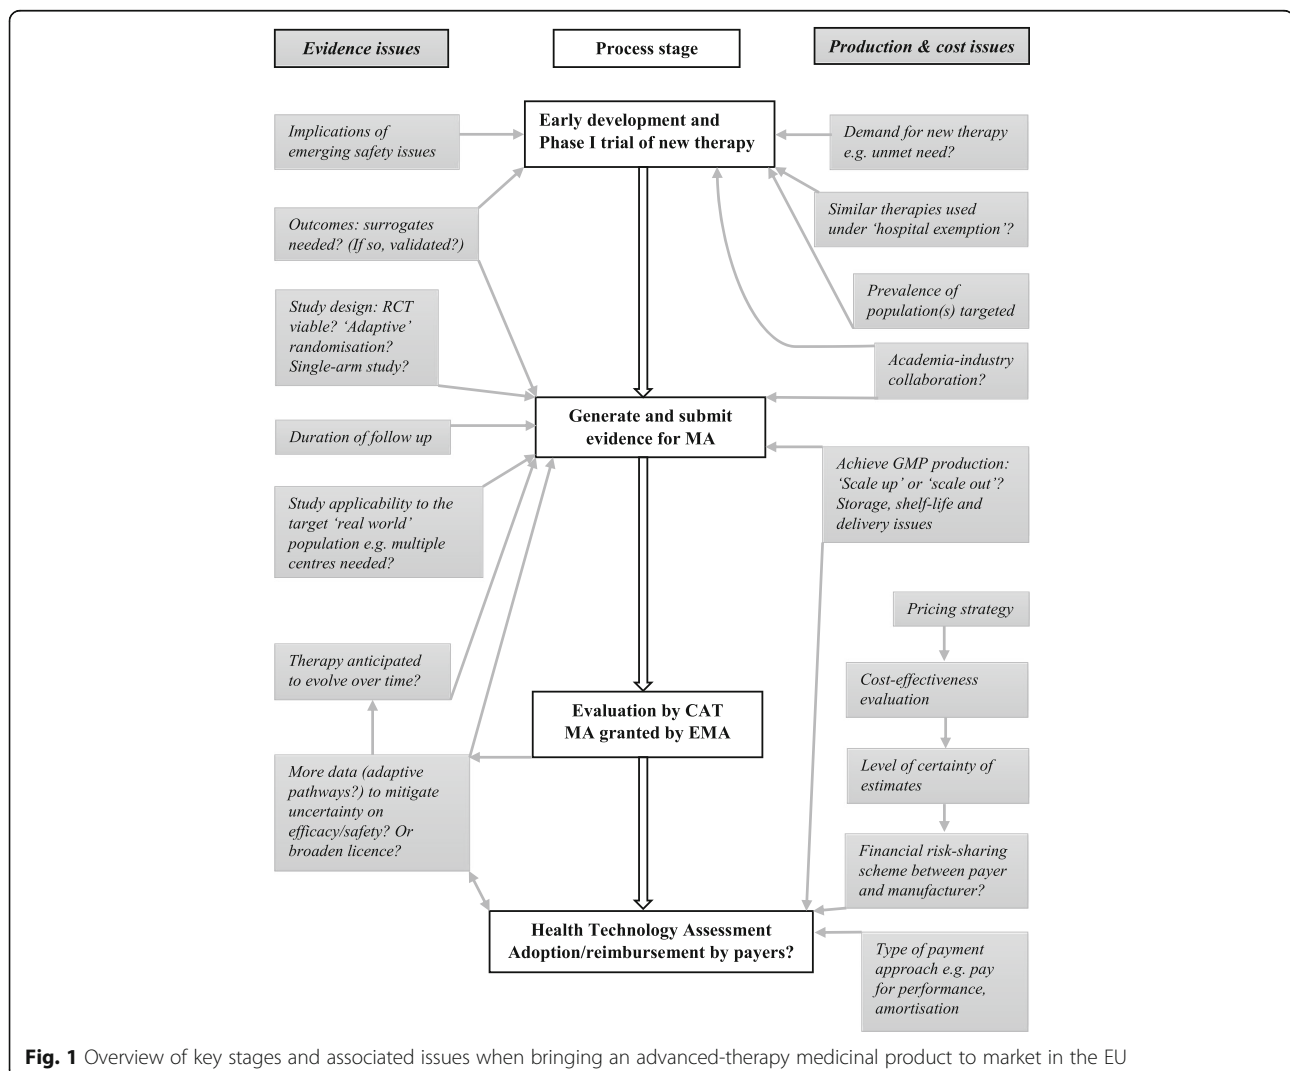 Evidence issues
Process stage
Production & cost issues
Early development and
Phase I trial of new therapy
Implications of
emerging safety issues
Demand for new therapy
e.g. unmet need?
Outcomes: surrogates
needed? (If so, validated?)
Similar therapies used
under ‘hospital exemption’?
Study design: RCT
viable? ‘Adaptive’
randomisation?
Single-arm study?
Prevalence of
population(s) targeted
Academia-industry
collaboration?
Generate and submit
evidence for MA
Duration of follow up
Achieve GMP production:
‘Scale up’ or ‘scale out’?
Storage, shelf-life and
delivery issues
Study applicability to the
target ‘real world’
population e.g. multiple
centres needed?
Pricing strategy
Therapy anticipated
to evolve over time?
Cost-effectiveness
evaluation
Evaluation by CAT
MA granted by EMA
More data (adaptive
pathways?) to mitigate
uncertainty on
efficacy/safety? Or
broaden licence?
Level of certainty of
estimates
Financial risk-sharing
scheme between payer
and manufacturer?
Health Technology Assessment
Adoption/reimbursement by payers?
Type of payment
approach e.g. pay
for performance,
amortisation
Fig. 1 Overview of key stages and associated issues when bringing an advanced-therapy medicinal product to market in the EU